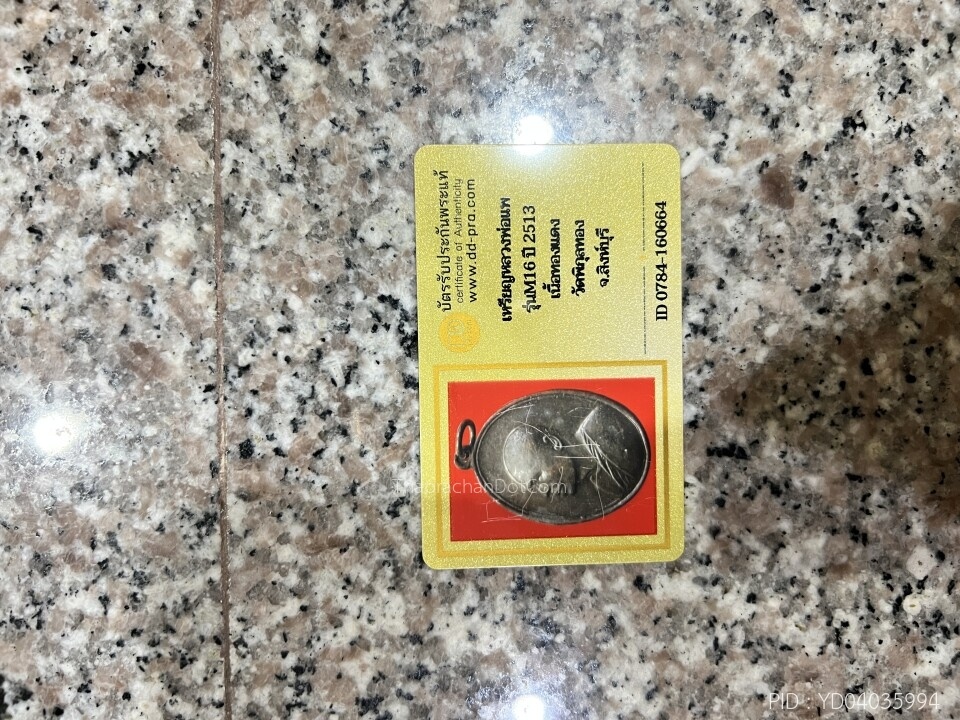 บัตรรับประกันพระแท้
certificate of Authenticity
www.dd-pra.com
เหรียญหลวงพ่อแพ
รุ่นM16 ปี 2513
เนื้อทองแดง
วัดพิกุลทอง
จ.สิงห์บุรี
ID 0784-160664
ThaprachanDotCom
PID : YD04035994